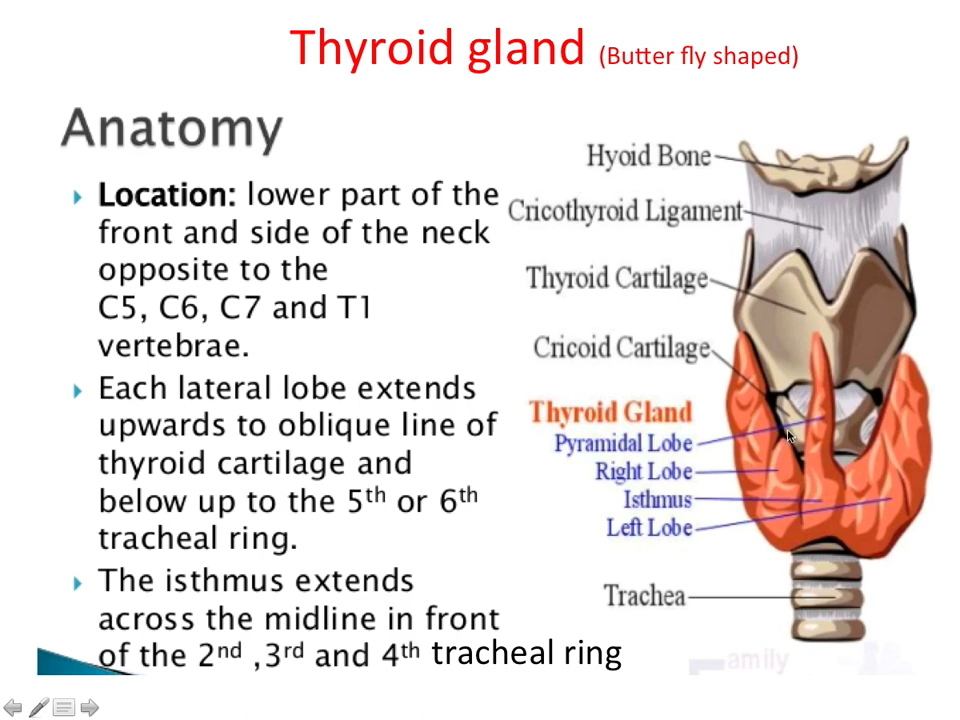 Thyroid gland (Butter fly shaped)
Anatomy
Location: lower part of the
front and side of the neck
opposite to the
C5, C6, C7 and T1
vertebrae.
Each lateral lobe extends
upwards to oblique line of
thyroid cartilage and
below up to the 5th or 6th
tracheal ring.
The isthmus extends
across the midline in front
of the 2nd ,3rd and 4th tracheal ring
Hyoid Bone
Cricothyroid Ligament
Thyroid Cartilage
Cricoid Cartilage
Thyroid Gland
Pyramidal Lobe
Right Lobe
Isthmus
Left Lobe
Trachea
Family